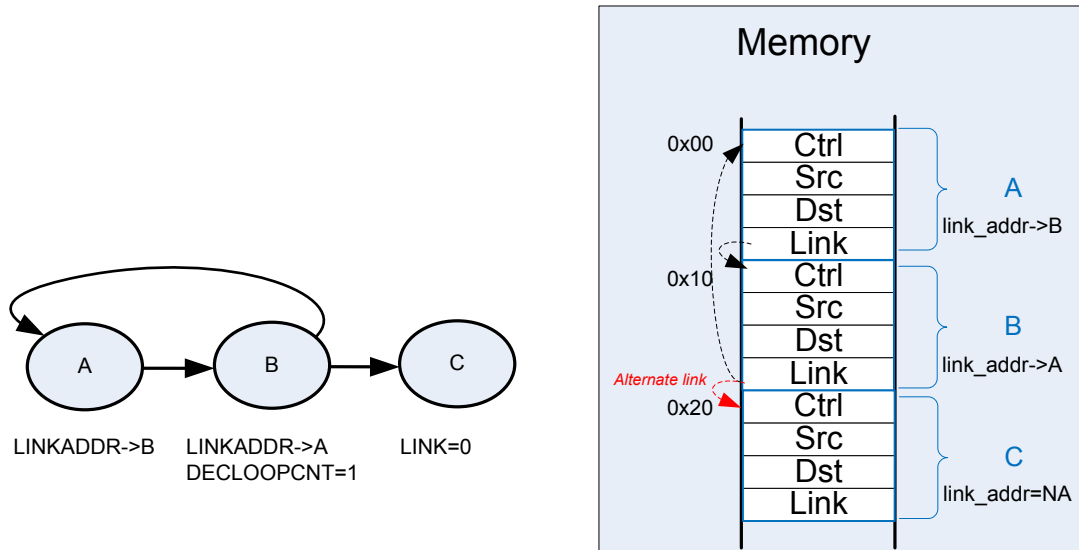 A
B
C
LINKADDR->B
LINKADDR->A
DECLOOPCNT=1
LINK=0
Memory
0x00
Ctrl
Src
Dst
Link
A
link_addr->B
0x10
Ctrl
Src
Dst
Link
B
link_addr->A
Alternate link
0x20
Ctrl
Src
Dst
Link
C
link_addr=NA